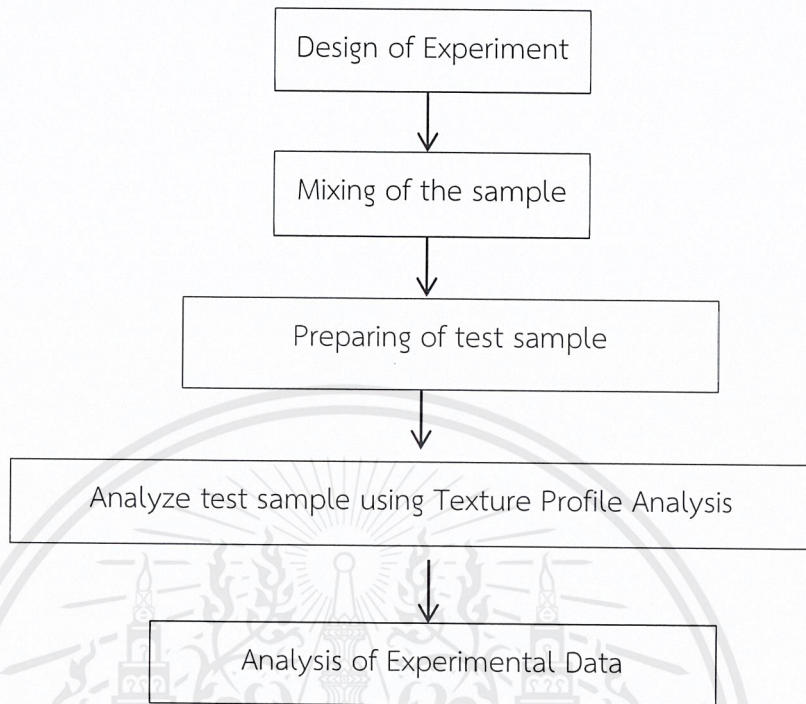 Design of Experiment
Mixing of the sample
Preparing of test sample
Analyze test sample using Texture Profile Analysis
Analysis of Experimental Data